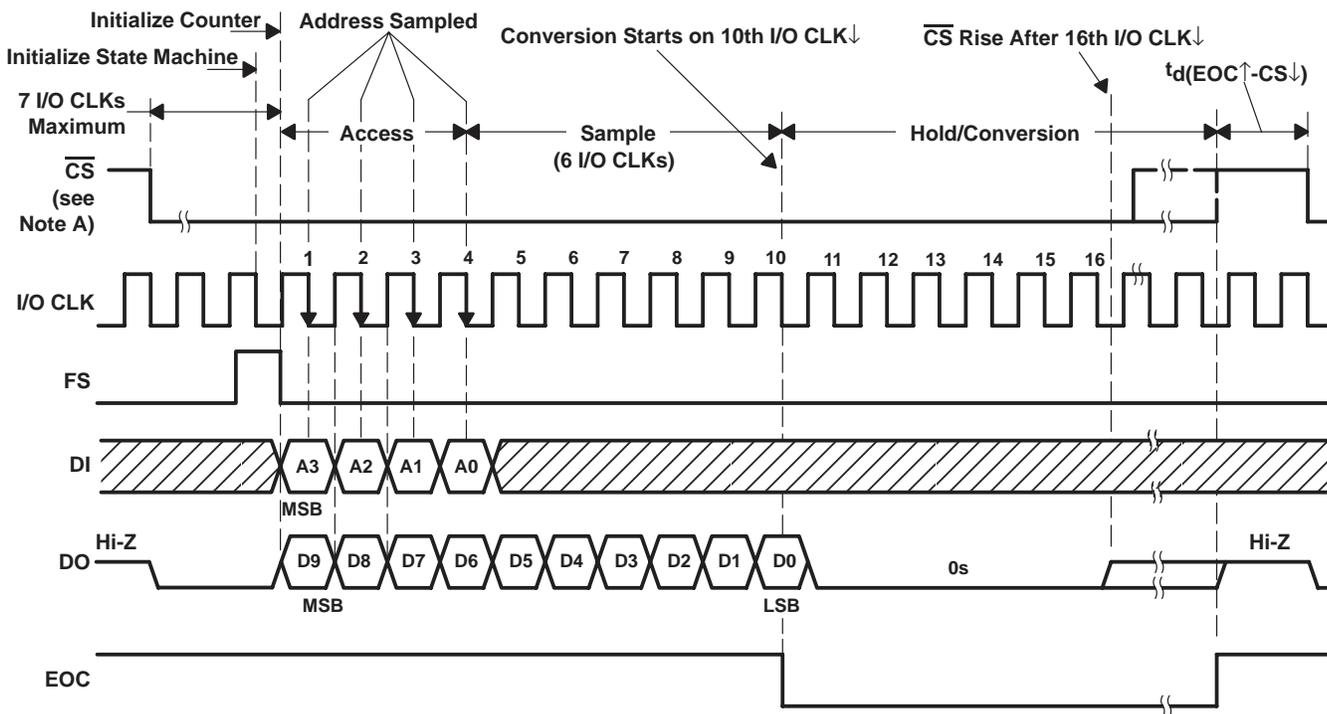 Initialize Counter
Address Sampled
Conversion Starts on 10th I/O CLK↓
CS Rise After 16th I/O CLK↓
Initialize State Machine
td(EOC↑-CS↓)
7 I/O CLKs
Maximum
Access
Sample
(6 I/O CLKs)
Hold/Conversion
CS
(see
Note A)
1 2 3 4 5 6 7 8 9 10 11 12 13 14 15 16
I/O CLK
FS
DI
A3 A2 A1 A0
MSB
Hi-Z
Hi-Z
DO
D9 D8 D7 D6 D5 D4 D3 D2 D1 D0
0s
MSB
LSB
EOC